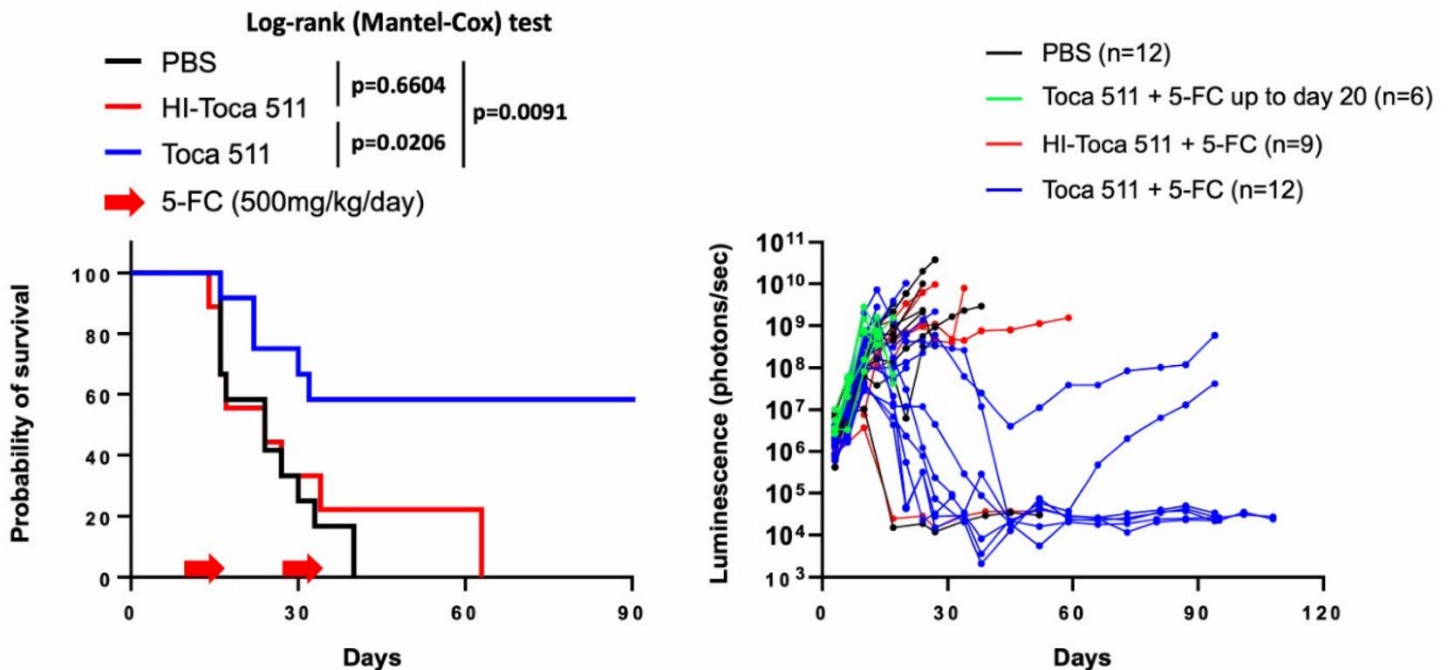 Log-rank (Mantel-Cox) test
PBS
HI-Toca 511
Toca 511
5-FC (500mg/kg/day)
p=0.6604
p=0.0206
p=0.0091
Probability of survival
100
80
60
40
20
0
0 30 60 90
Days
PBS (n=12)
Toca 511 + 5-FC up to day 20 (n=6)
HI-Toca 511 + 5-FC (n=9)
Toca 511 + 5-FC (n=12)
Luminescence (photons/sec)
10¹¹
10¹⁰
10⁹
10⁸
10⁷
10⁶
10⁵
10⁴
10³
0 30 60 90 120
Days